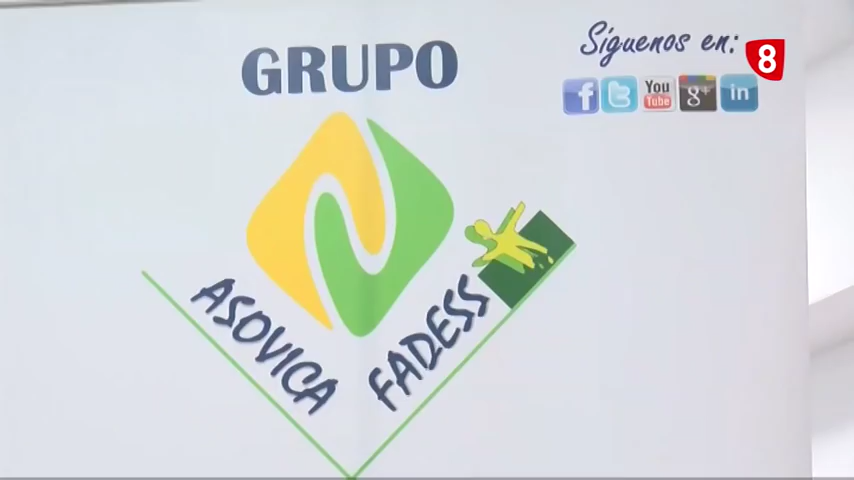 GRUPO
Síguenos en:
8
f t You Tube g+ in
ASOVICA
FADESS